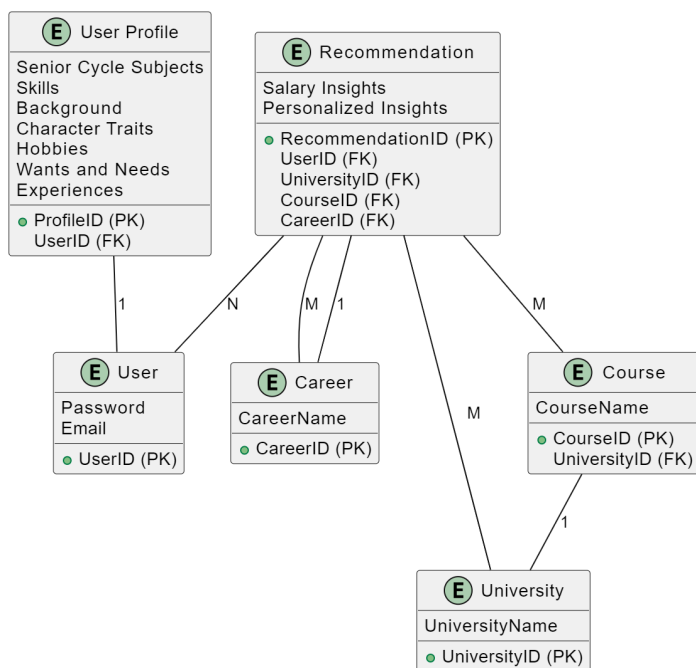 E User Profile
Senior Cycle Subjects
Skills
Background
Character Traits
Hobbies
Wants and Needs
Experiences
ProfileID (PK)
UserID (FK)
E Recommendation
Salary Insights
Personalized Insights
RecommendationID (PK)
UserID (FK)
UniversityID (FK)
CourseID (FK)
CareerID (FK)
1
N
M
1
M
M
E User
Password
Email
UserID (PK)
E Career
CareerName
CareerID (PK)
E Course
CourseName
CourseID (PK)
UniversityID (FK)
1
E University
UniversityName
UniversityID (PK)